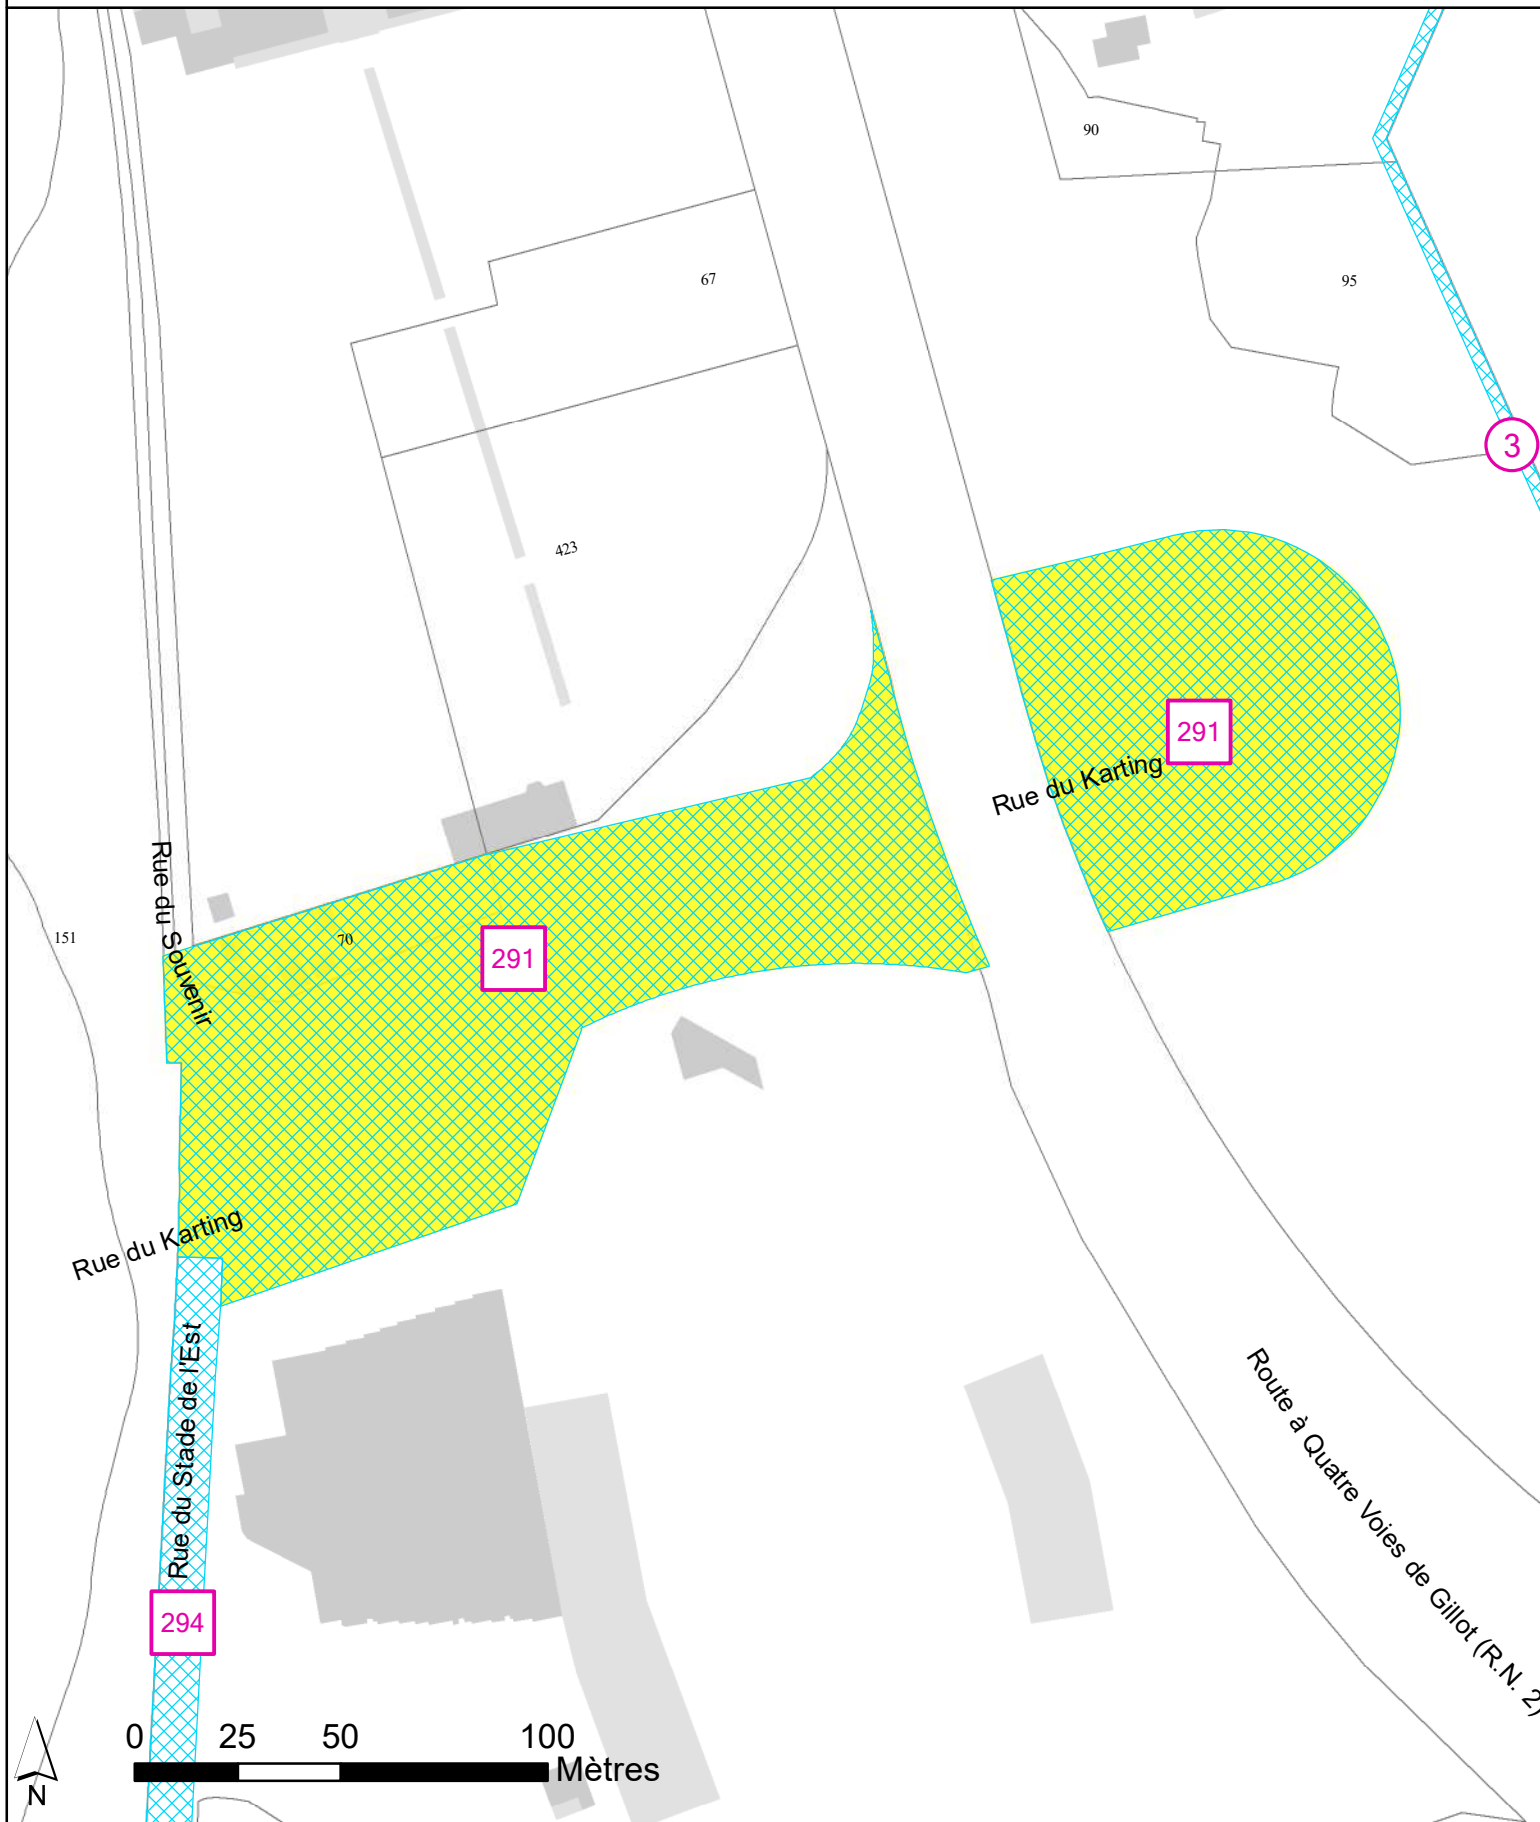 90
67
95
3
423
291
Rue du Karting
Rue du Souvenir
151
70
291
Rue du Karting
Rue du Stade de l'Est
Route à Quatre Voies de Gillot (R.N. 2)
294
0 25 50 100
Mètres
N